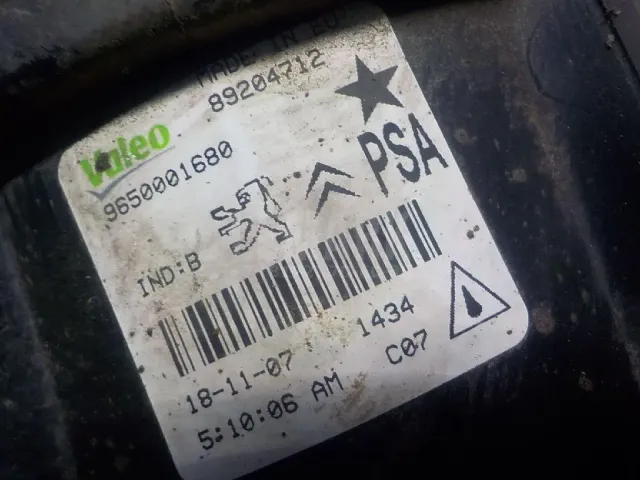 MADE IN EU
89204712
Valeo
9650001680
PSA
IND:B
1434
18-11-07
C07
5:10:06 AM